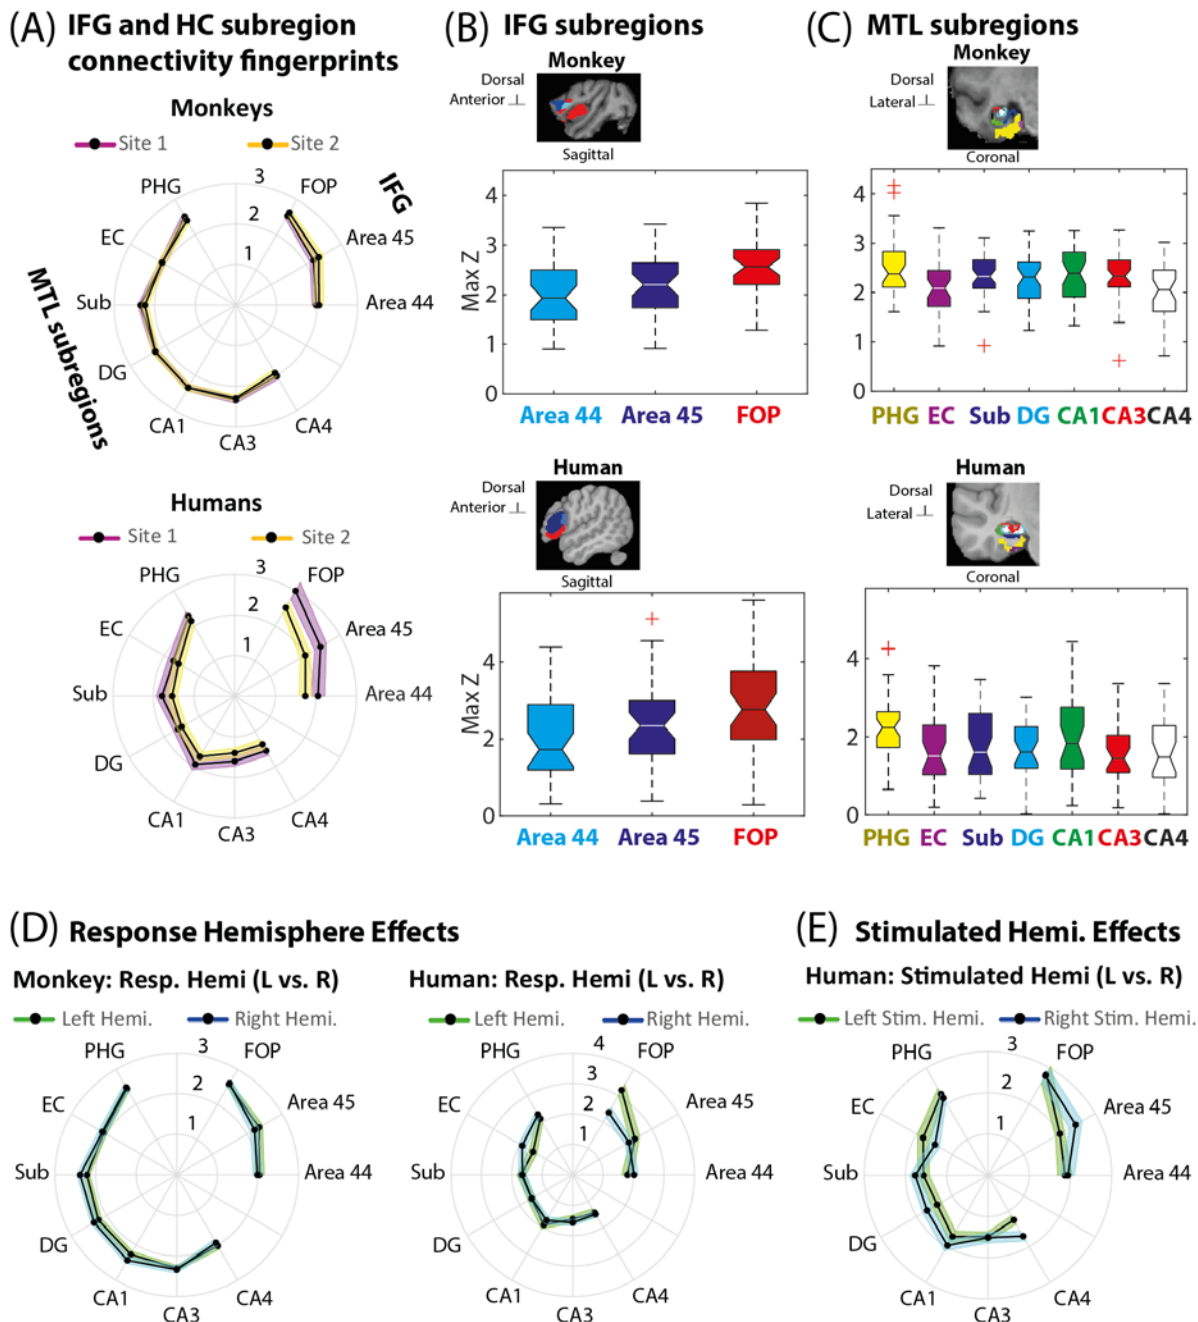 (A) IFG and HC subregion
connectivity fingerprints
Monkeys
Site 1
Site 2
3
2
1
PHG
FOP
IFG
EC
Area 45
Sub
Area 44
MTL subregions
DG
CA1
CA3
CA4
Humans
Site 1
Site 2
3
2
1
PHG
FOP
EC
Area 45
Sub
Area 44
DG
CA1
CA3
CA4
(B) IFG subregions
Monkey
Dorsal
Anterior
Sagittal
Max Z
4
3
2
1
0
Area 44 Area 45 FOP
Human
Dorsal
Anterior
Sagittal
Max Z
4
2
0
Area 44 Area 45 FOP
(C) MTL subregions
Monkey
Dorsal
Lateral
Coronal
4
3
2
1
0
PHG EC Sub DG CA1 CA3 CA4
Human
Dorsal
Lateral
Coronal
4
2
0
PHG EC Sub DG CA1 CA3 CA4
(D) Response Hemisphere Effects
Monkey: Resp. Hemi (L vs. R)
Left Hemi.
Right Hemi.
3
2
1
PHG
FOP
EC
Area 45
Sub
Area 44
DG
CA1
CA3
CA4
Human: Resp. Hemi (L vs. R)
Left Hemi.
Right Hemi.
4
3
2
1
PHG
FOP
EC
Area 45
Sub
Area 44
DG
CA1
CA3
CA4
(E) Stimulated Hemi. Effects
Human: Stimulated Hemi (L vs. R)
Left Stim. Hemi.
Right Stim. Hemi.
3
2
1
PHG
FOP
EC
Area 45
Sub
Area 44
DG
CA1
CA3
CA4